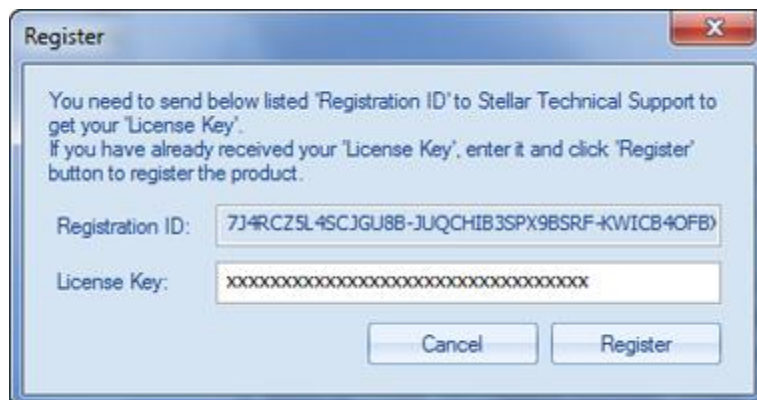 Register
You need to send below listed 'Registration ID' to Stellar Technical Support to
get your 'License Key'.
If you have already received your 'License Key', enter it and click 'Register'
button to register the product.
Registration ID: 7J4RCZ5L4SCJGU8B-JUQCHIB3SPX9BSRF-KWICB4OFB
License Key: xxxxxxxxxxxxxxxxxxxxxxxxxxxxxxxxx
Cancel Register